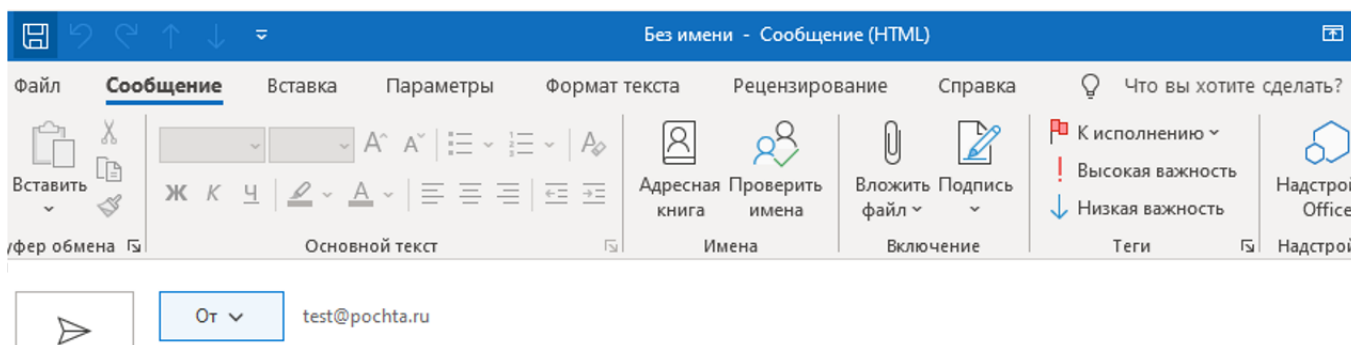 Без имени - Сообщение (HTML)
Файл Сообщение Вставка Параметры Формат текста Рецензирование Справка Что вы хотите сделать?
Вставить
Ж К Ч
Адресная книга
Проверить имена
Вложить файл
Подпись
К исполнению
Высокая важность
Низкая важность
Надстрой
Office
уфер обмена
Основной текст
Имена
Включение
Теги
Надстрой
От test@pochta.ru